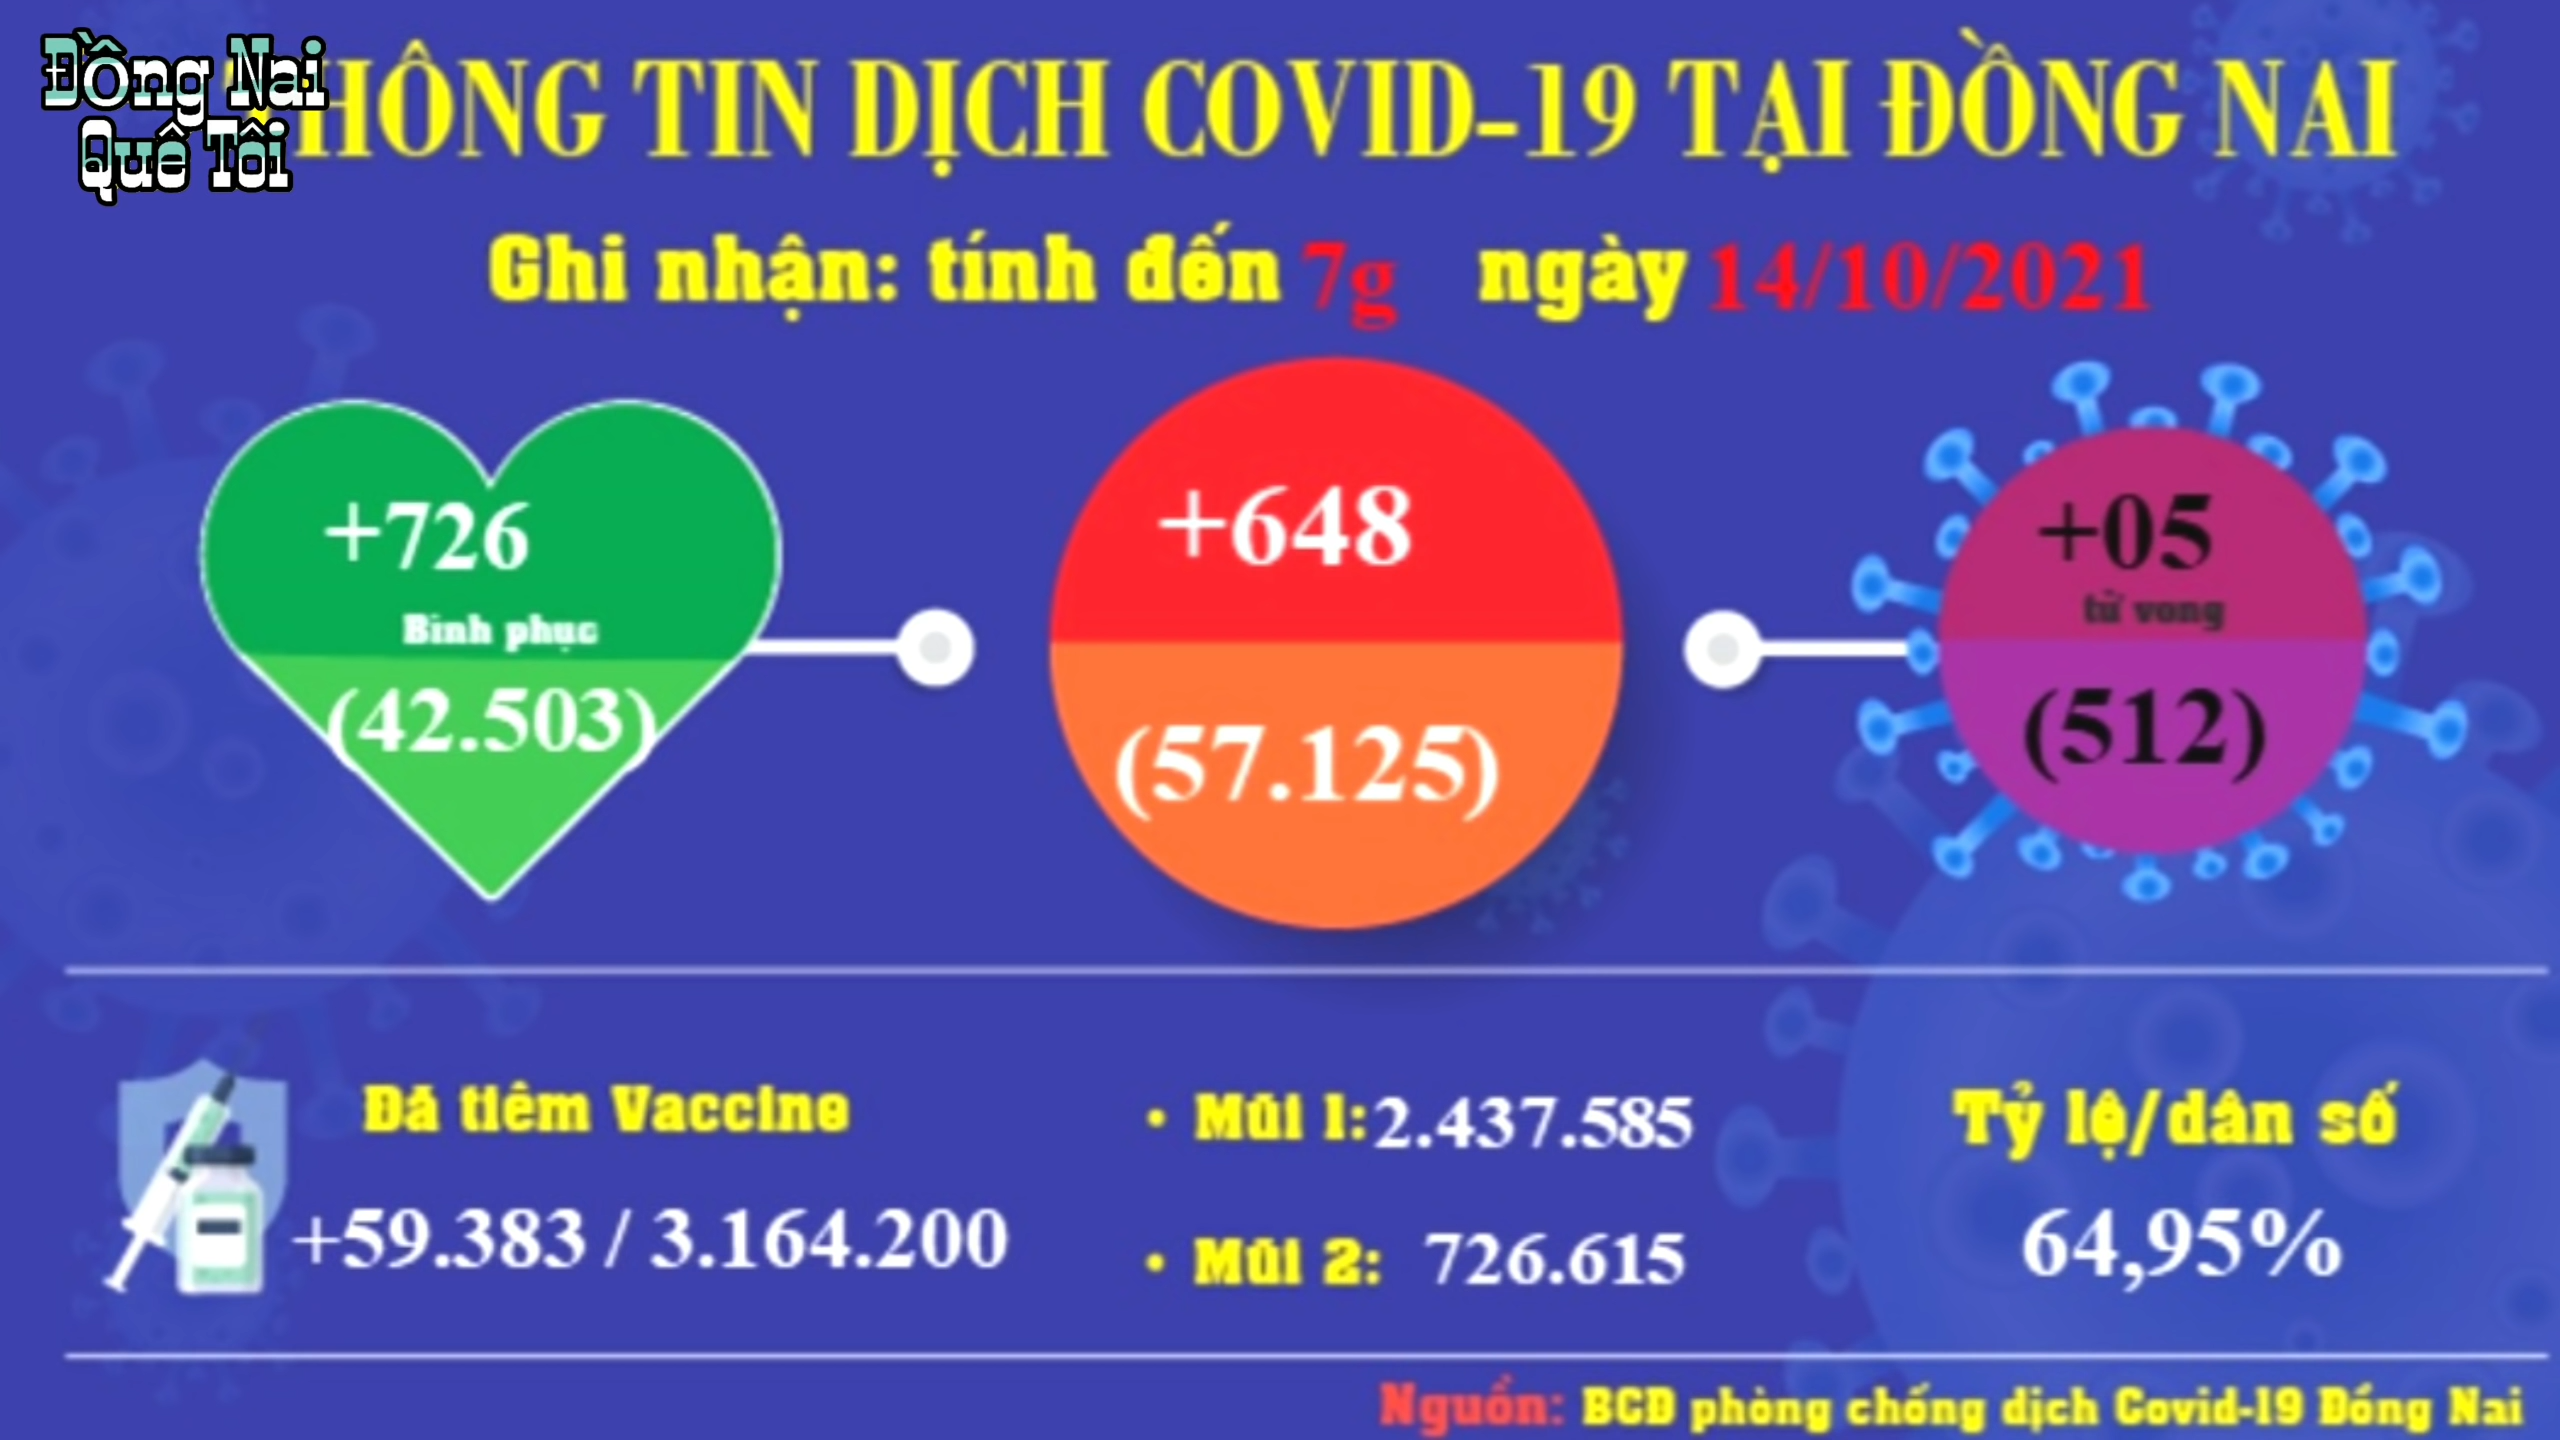 Đồng Nai
Quê Tôi
THÔNG TIN DỊCH COVID-19 TẠI ĐỒNG NAI
Ghi nhận: tính đến 7g ngày 14/10/2021
+726
Bình phục
(42.503)
+648
(57.125)
+05
tử vong
(512)
Đã tiêm Vaccine
+59.383 / 3.164.200
• Mũi 1: 2.437.585
• Mũi 2: 726.615
Tỷ lệ/dân số
64,95%
Nguồn: BCĐ phòng chống dịch Covid-19 Đồng Nai